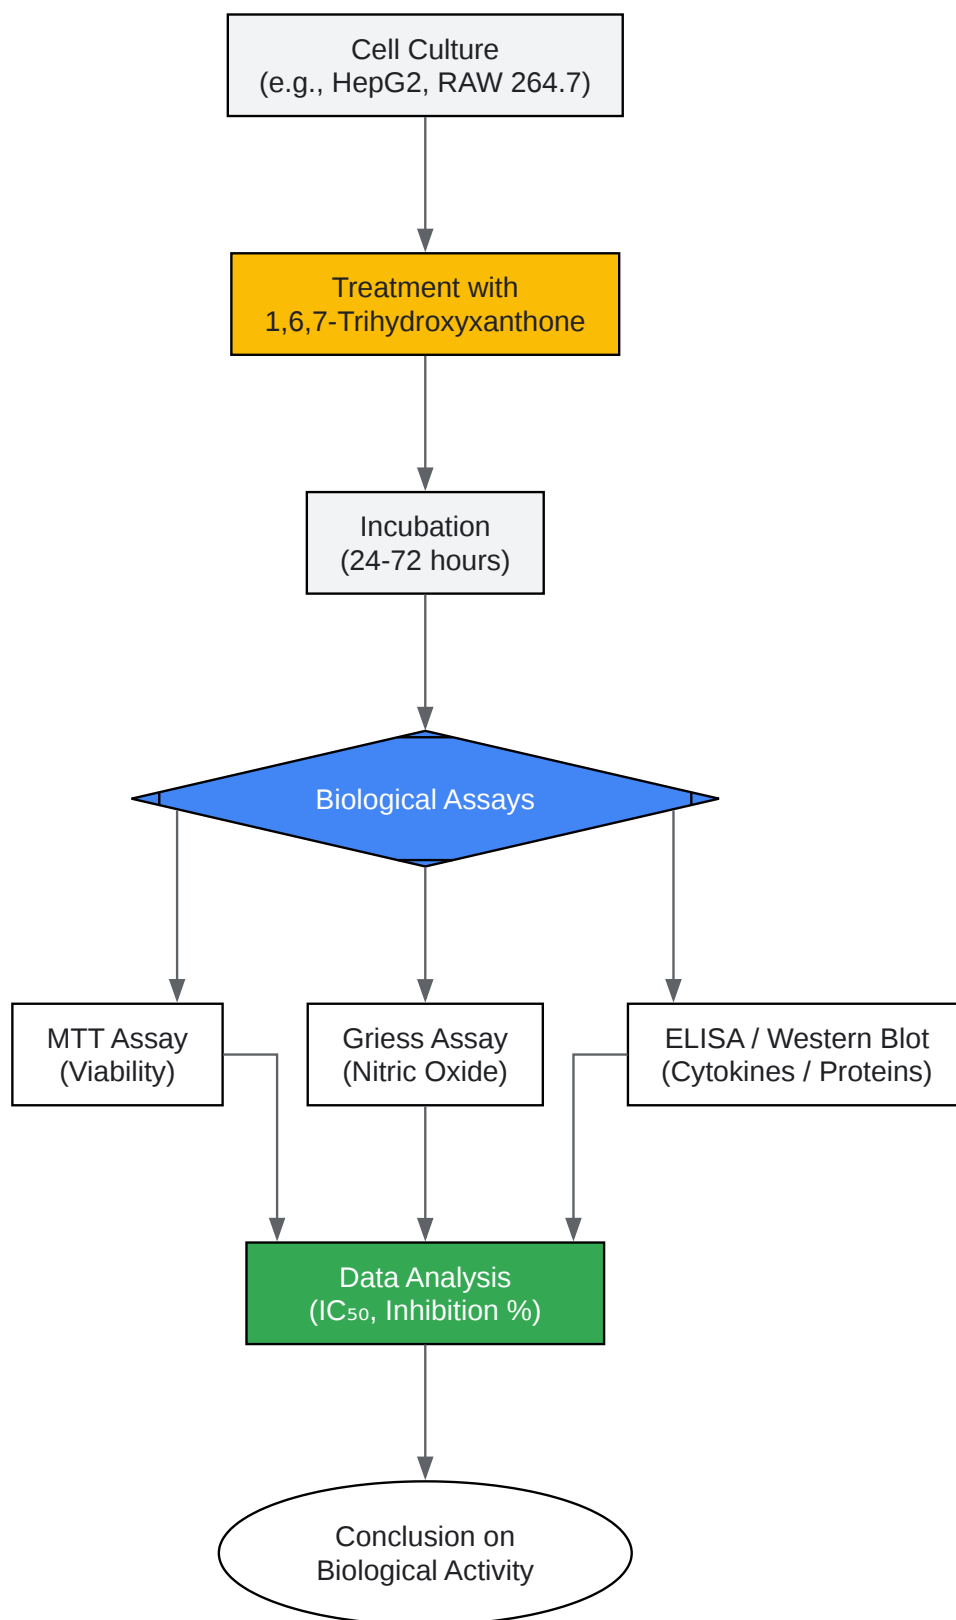 Cell Culture
(e.g., HepG2, RAW 264.7)
Treatment with
1,6,7-Trihydroxyxanthone
Incubation
(24-72 hours)
Biological Assays
MTT Assay
(Viability)
Griess Assay
(Nitric Oxide)
ELISA / Western Blot
(Cytokines / Proteins)
Data Analysis
(IC₅₀, Inhibition %)
Conclusion on
Biological Activity